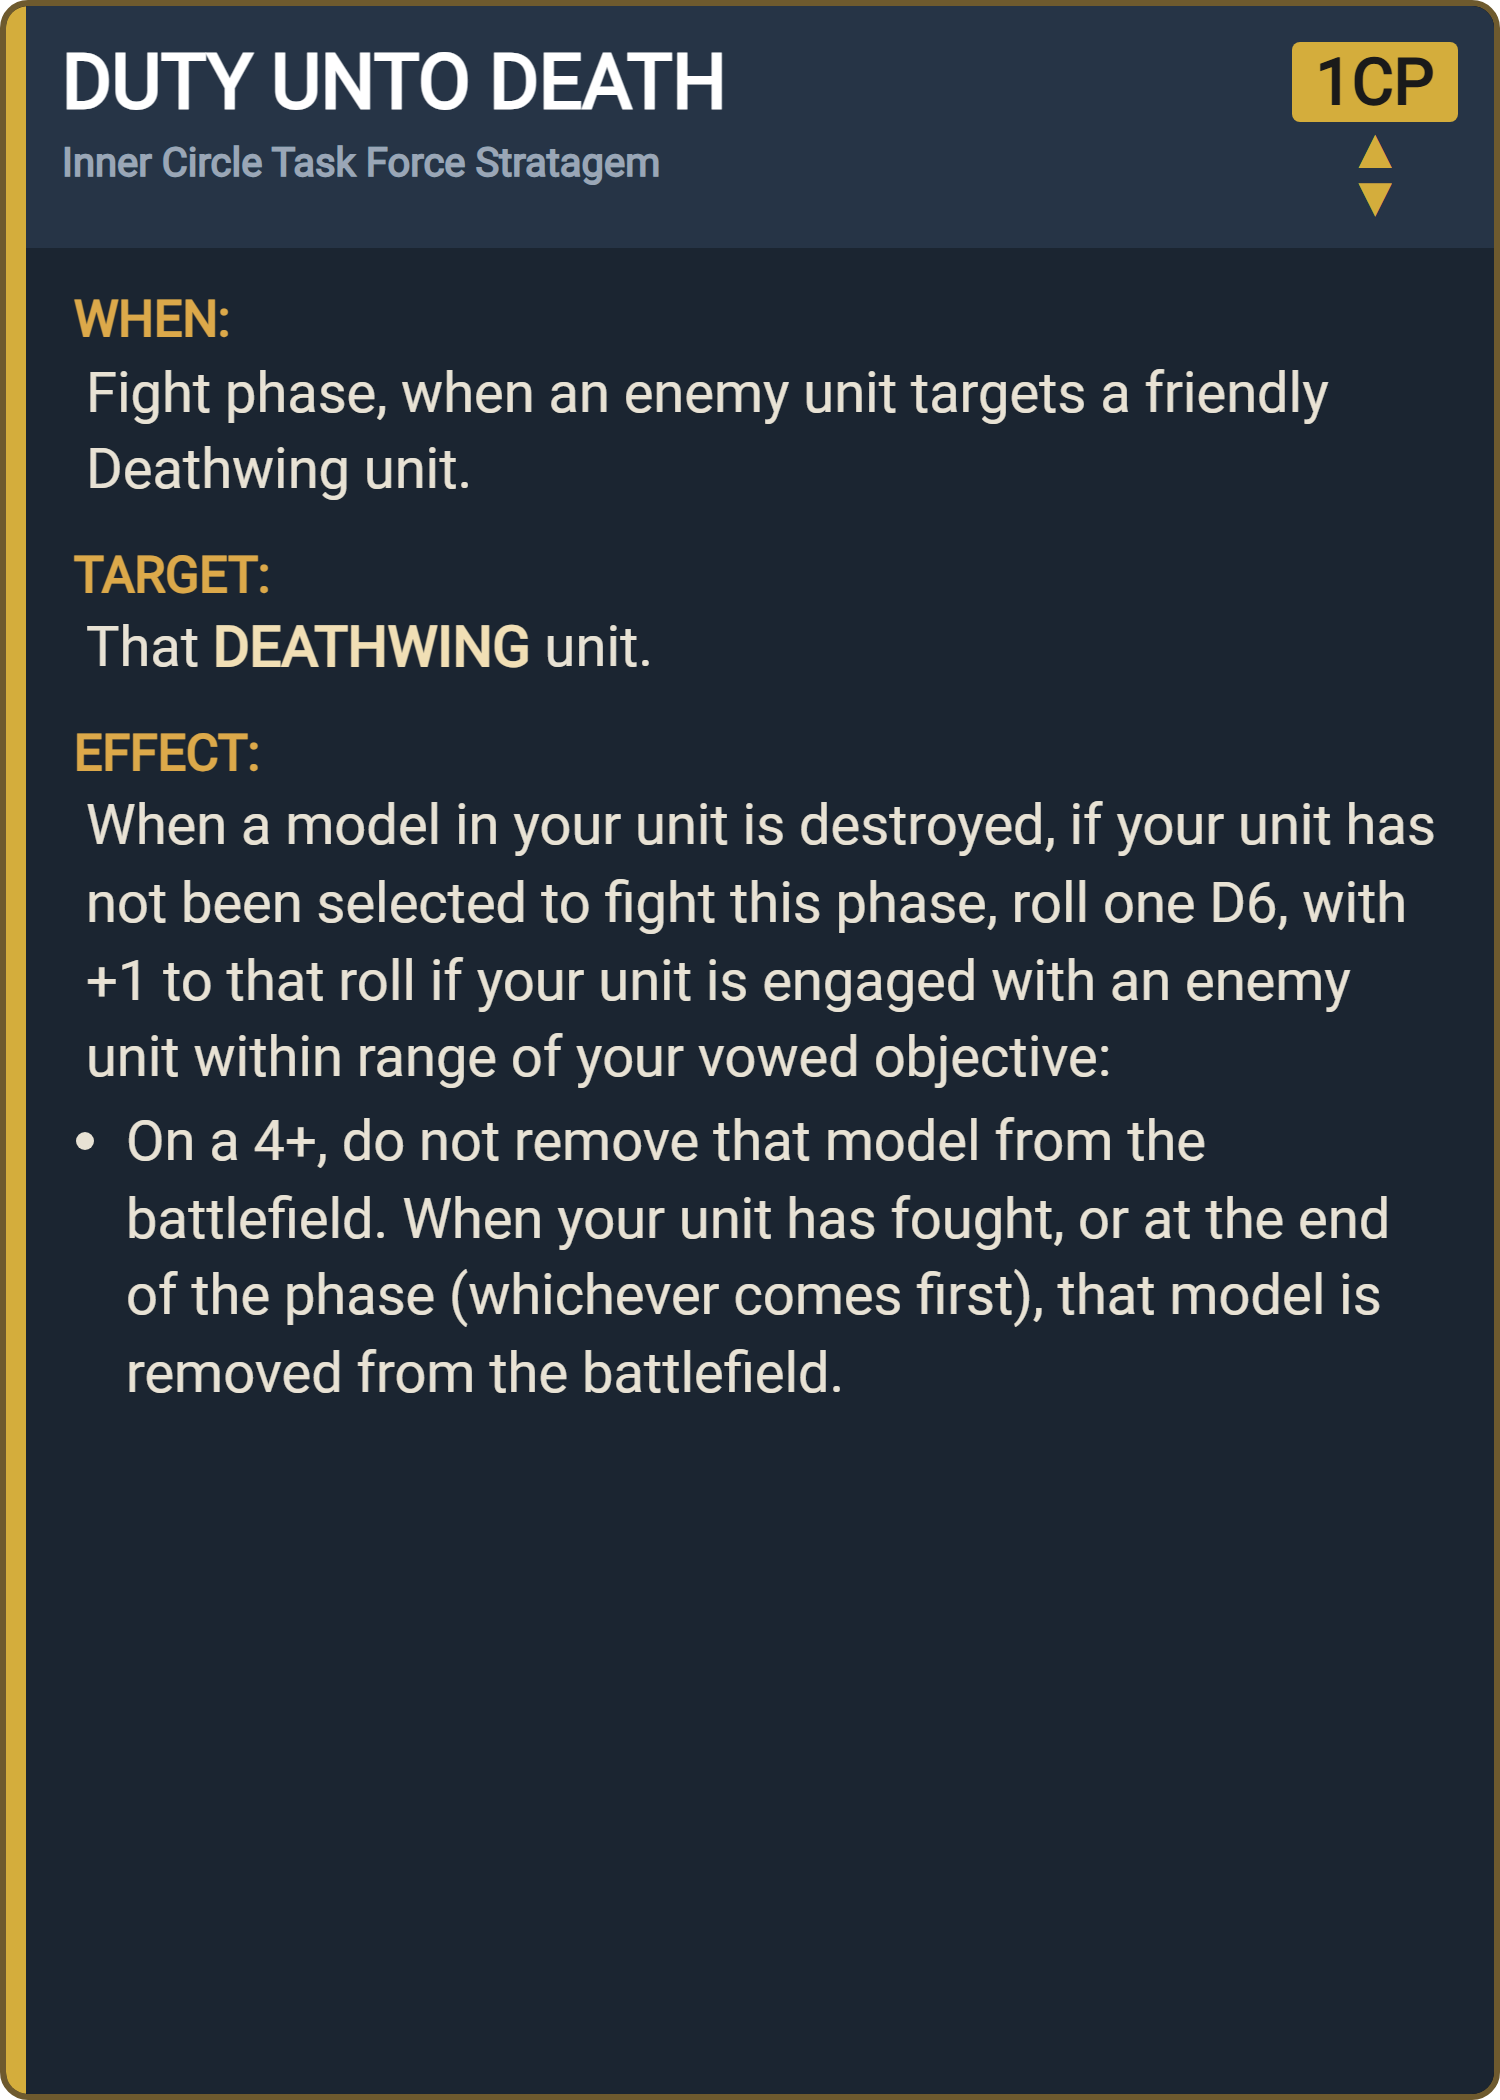 DUTY UNTO DEATH
1CP
Inner Circle Task Force Stratagem
▲
▼
WHEN:
Fight phase, when an enemy unit targets a friendly
Deathwing unit.
TARGET:
That DEATHWING unit.
EFFECT:
When a model in your unit is destroyed, if your unit has
not been selected to fight this phase, roll one D6, with
+1 to that roll if your unit is engaged with an enemy
unit within range of your vowed objective:
• On a 4+, do not remove that model from the
battlefield. When your unit has fought, or at the end
of the phase (whichever comes first), that model is
removed from the battlefield.